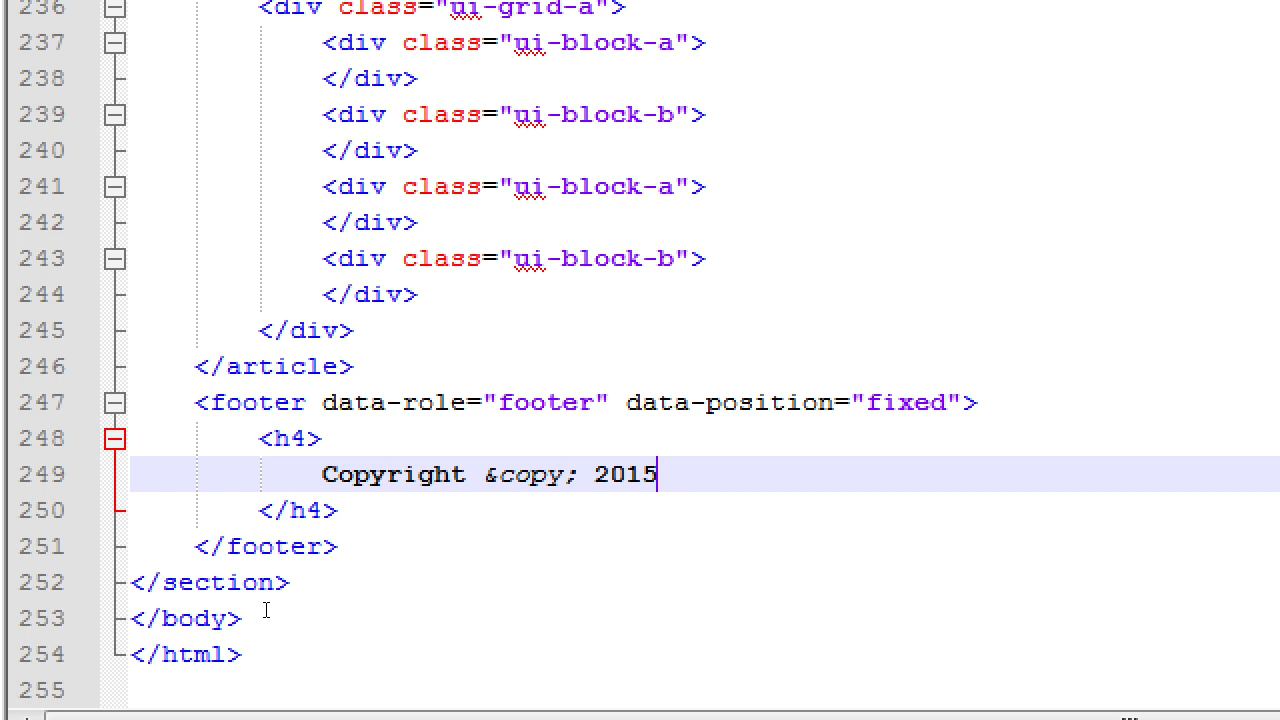 236 <div class="ui-grid-a">
237 <div class="ui-block-a">
238 </div>
239 <div class="ui-block-b">
240 </div>
241 <div class="ui-block-a">
242 </div>
243 <div class="ui-block-b">
244 </div>
245 </div>
246 </article>
247 <footer data-role="footer" data-position="fixed">
248 <h4>
249 Copyright &copy; 2015
250 </h4>
251 </footer>
252 </section>
253 </body>
254 </html>
255